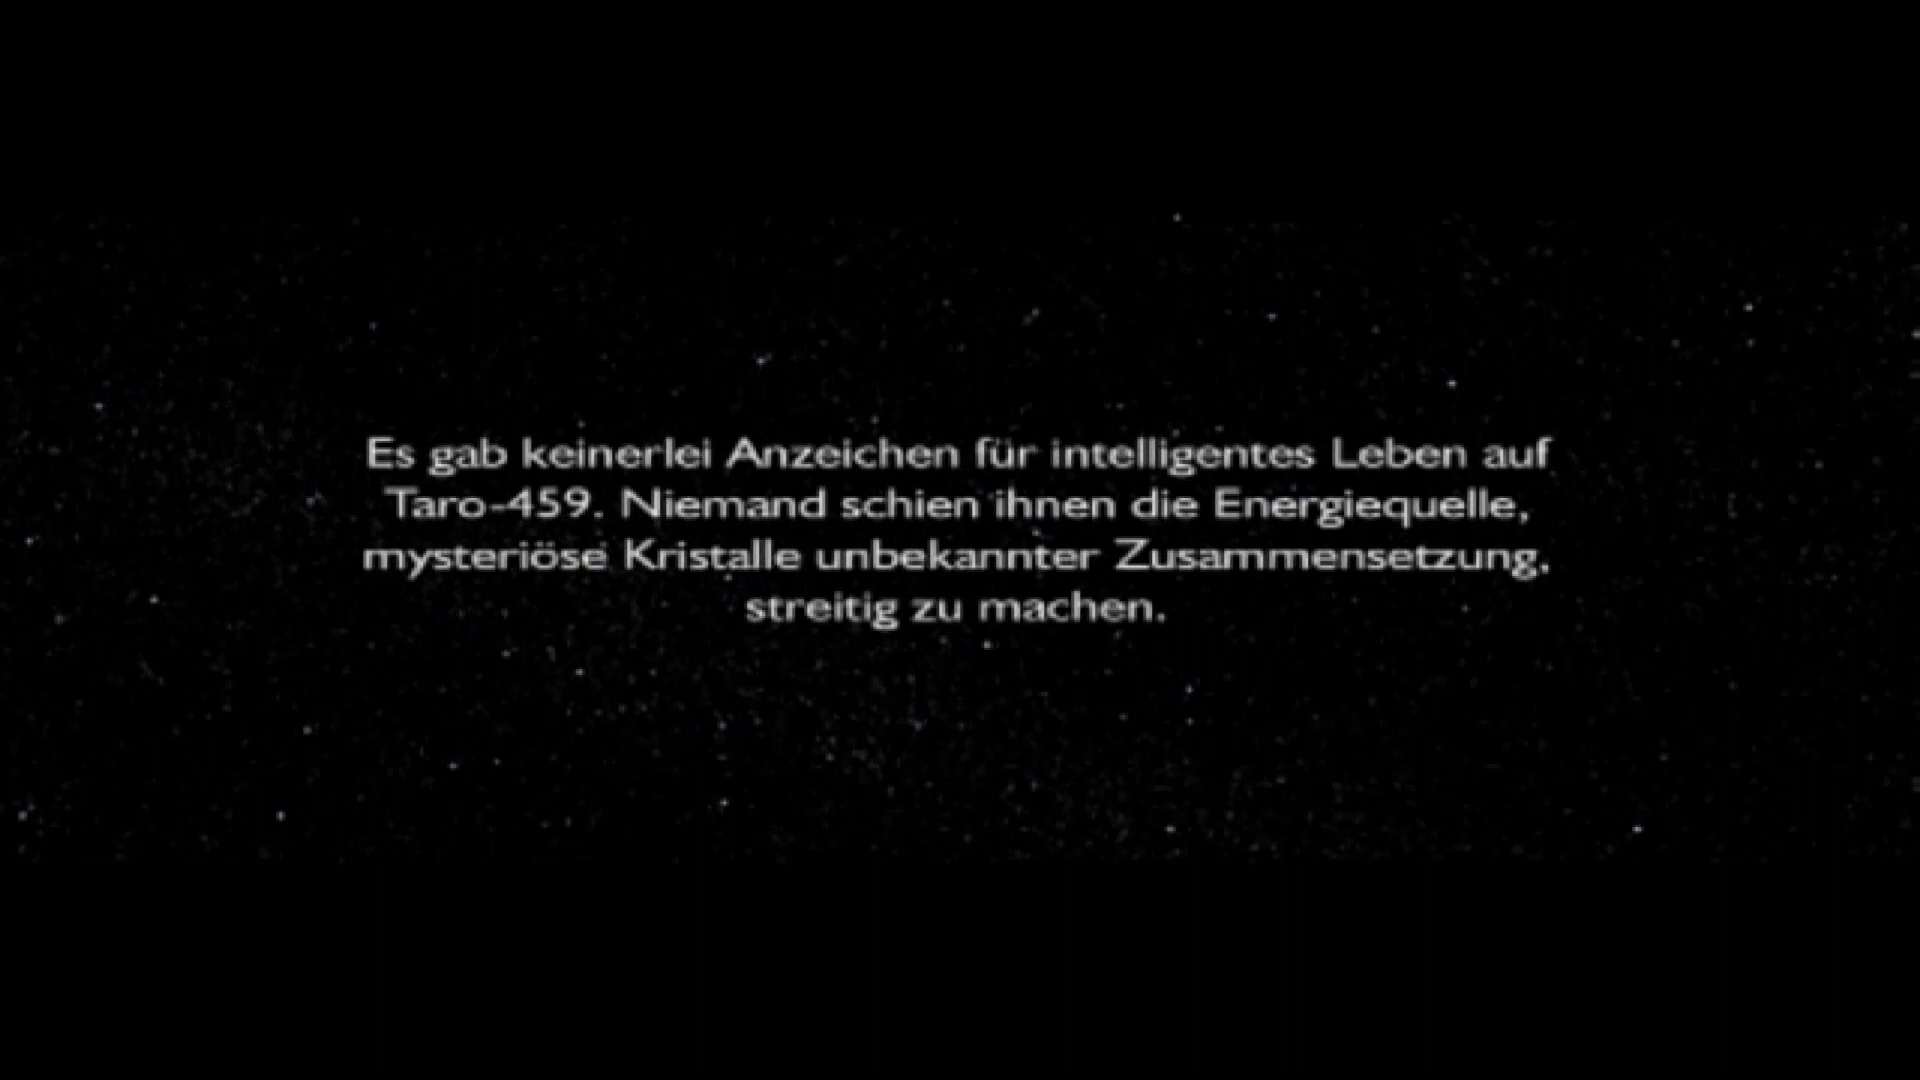 Es gab keinerlei Anzeichen für intelligentes Leben auf
Taro-459. Niemand schien ihnen die Energiequelle,
mysteriöse Kristalle unbekannter Zusammensetzung,
streitig zu machen.